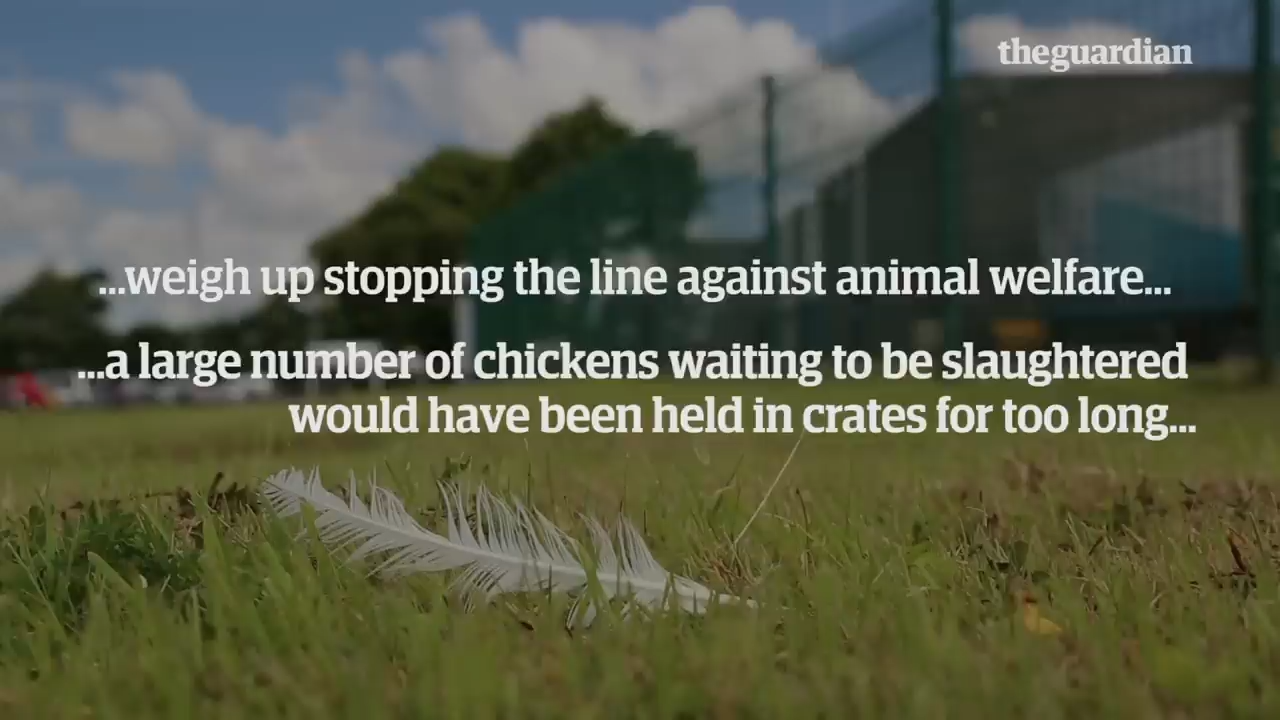 theguardian
...weigh up stopping the line against animal welfare...
...a large number of chickens waiting to be slaughtered
would have been held in crates for too long...